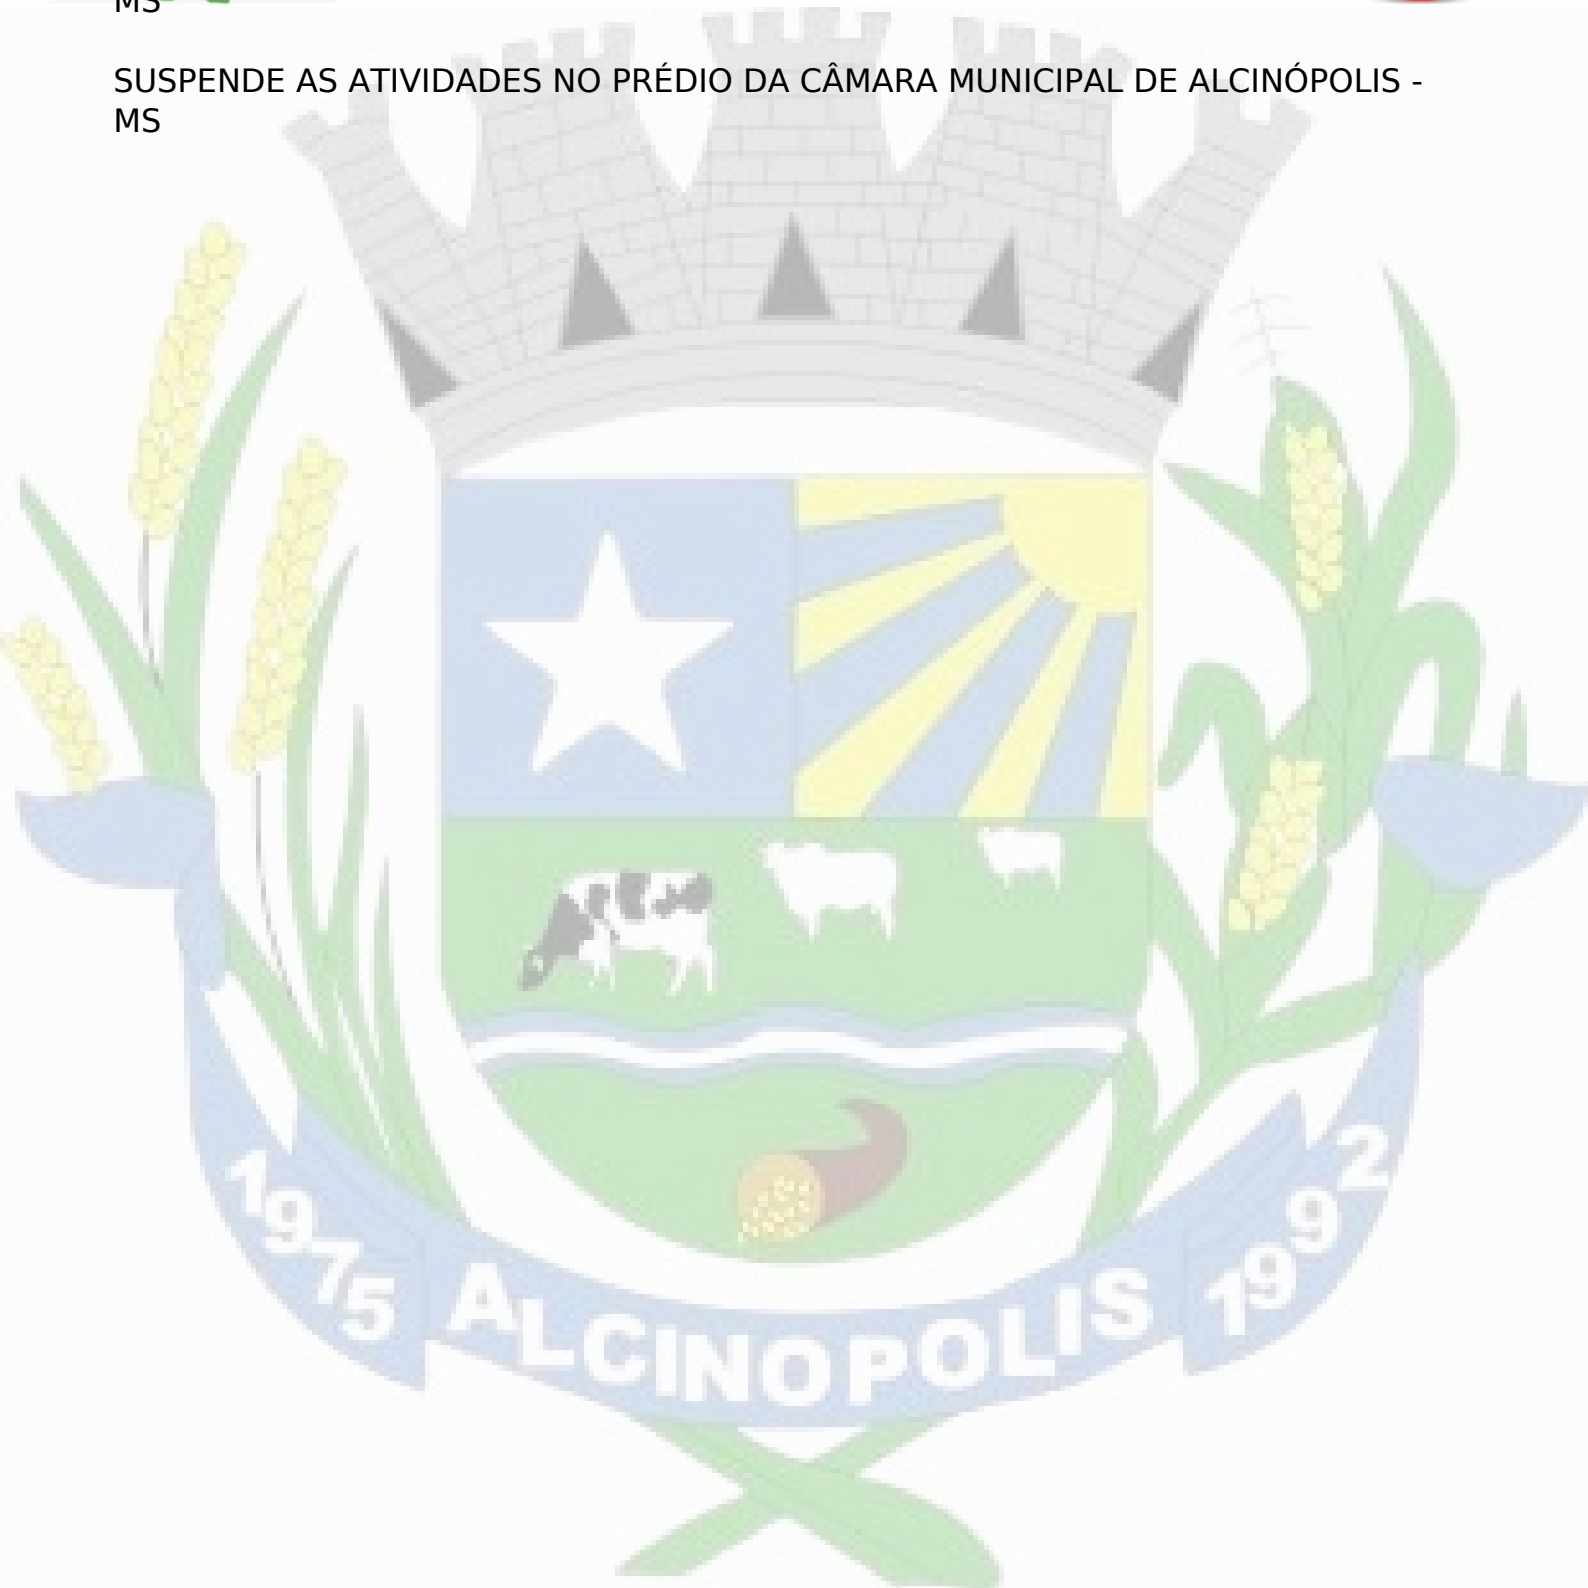 MS
SUSPENDE AS ATIVIDADES NO PRÉDIO DA CÂMARA MUNICIPAL DE ALCINÓPOLIS -
MS
1975 ALCINOPOLIS 1992